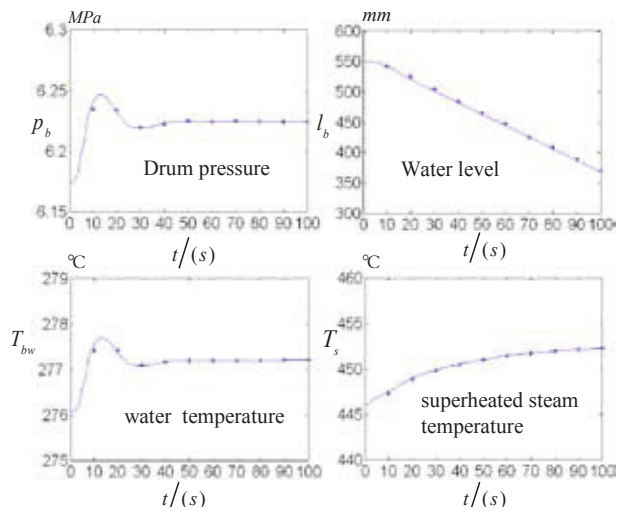 MPa
6.3
6.25
6.2
6.15
p_b
Drum pressure
0 10 20 30 40 50 60 70 80 90 100
t/(s)
mm
600
550
500
450
400
350
300
l_b
Water level
0 10 20 30 40 50 60 70 80 90 100
t/(s)
°C
279
278
277
276
275
T_bw
water temperature
0 10 20 30 40 50 60 70 80 90 100
t/(s)
°C
460
455
450
445
440
T_s
superheated steam
temperature
0 10 20 30 40 50 60 70 80 90 100
t/(s)